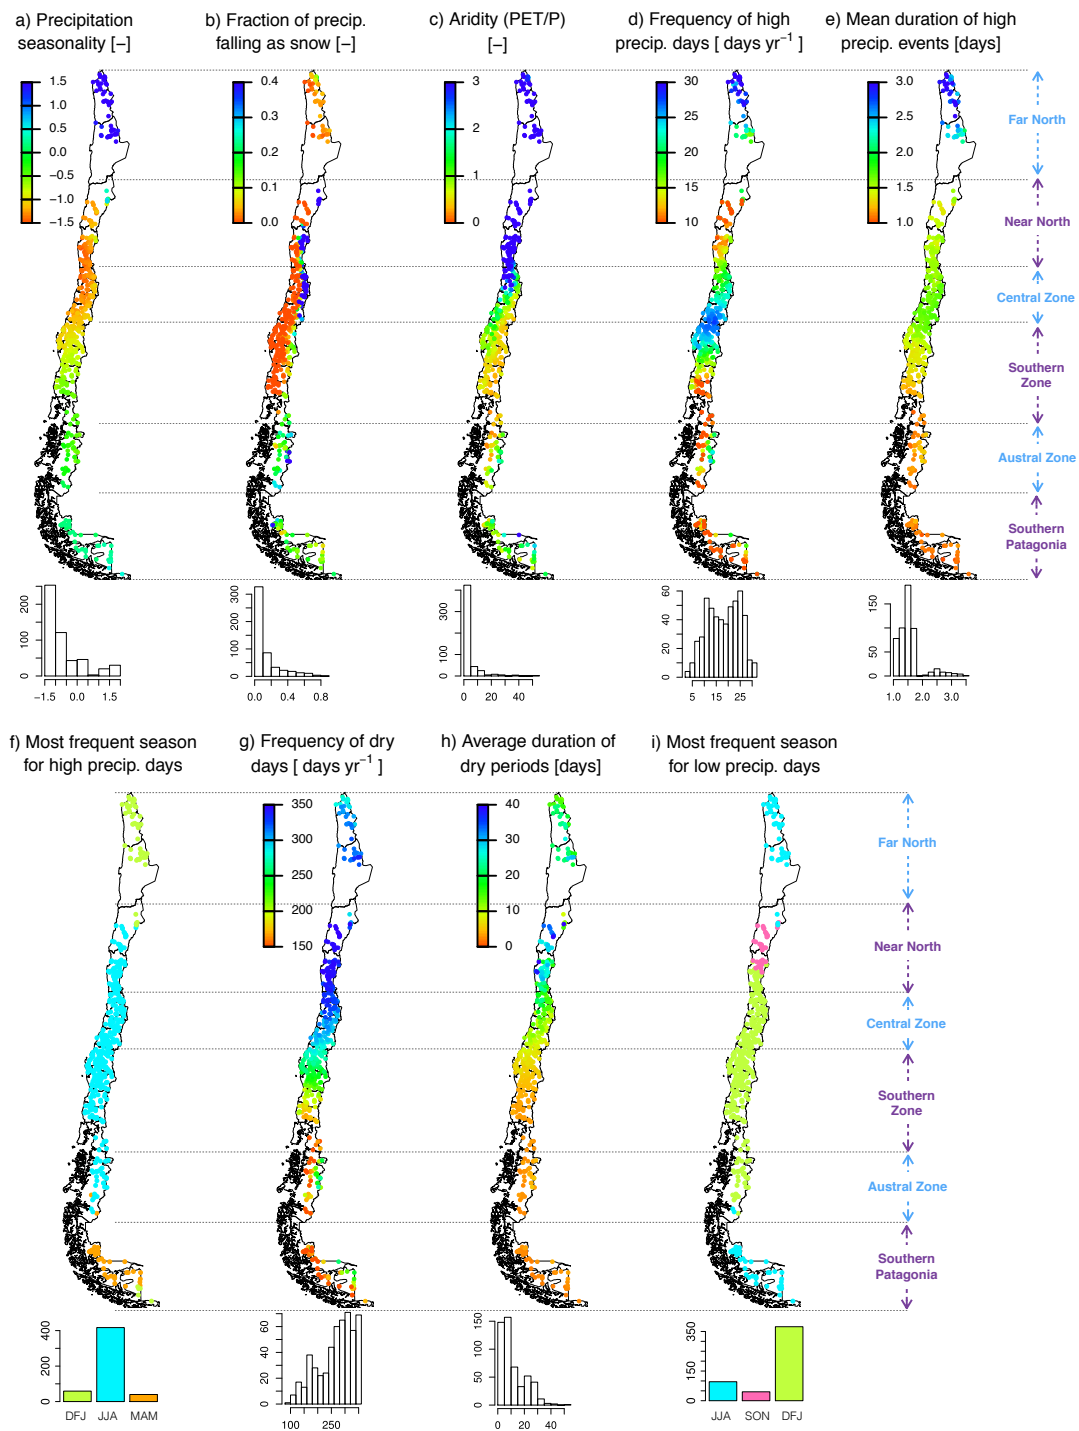 a) Precipitation
seasonality [–]
b) Fraction of precip.
falling as snow [–]
c) Aridity (PET/P)
[–]
d) Frequency of high
precip. days [ days yr⁻¹ ]
e) Mean duration of high
precip. events [days]
1.5
1.0
0.5
0.0
−0.5
−1.0
−1.5
0.4
0.3
0.2
0.1
0.0
3
2
1
0
30
25
20
15
10
3.0
2.5
2.0
1.5
1.0
Far North
Near North
Central Zone
Southern
Zone
Austral Zone
Southern
Patagonia
0 100 200
−1.5 0.0 1.5
0 100 300
0.0 0.4 0.8
0 200 400
0 20 40
0 20 40 60
5 15 25
0 50 150
1.0 2.0 3.0
f) Most frequent season
for high precip. days
g) Frequency of dry
days [ days yr⁻¹ ]
h) Average duration of
dry periods [days]
i) Most frequent season
for low precip. days
350
300
250
200
150
40
30
20
10
0
Far North
Near North
Central Zone
Southern
Zone
Austral Zone
Southern
Patagonia
0 200 400
DFJ JJA MAM
0 20 40 60
100 250
0 50 100 150
0 20 40
0 150 350
JJA SON DFJ